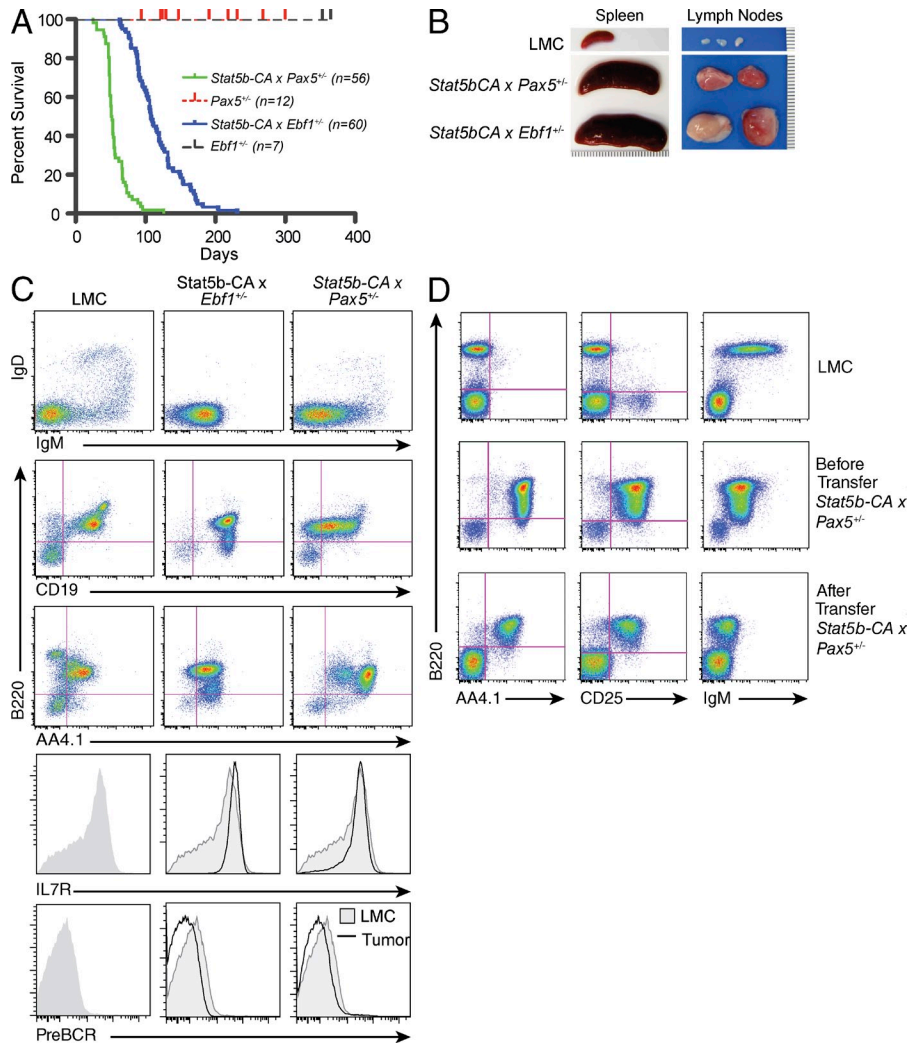 A
Percent Survival
100
80
60
40
20
0
0 100 200 300 400
Days
Stat5b-CA x Pax5+/- (n=56)
Pax5+/- (n=12)
Stat5b-CA x Ebf1+/- (n=60)
Ebf1+/- (n=7)
B
Spleen Lymph Nodes
LMC
Stat5bCA x Pax5+/-
Stat5bCA x Ebf1+/-
C
LMC
Stat5b-CA x
Ebf1+/-
Stat5b-CA x
Pax5+/-
IgD
IgM
CD19
B220
AA4.1
IL7R
LMC
Tumor
PreBCR
D
LMC
Before
Transfer
Stat5b-CA x
Pax5+/-
After
Transfer
Stat5b-CA x
Pax5+/-
B220
AA4.1 CD25 IgM